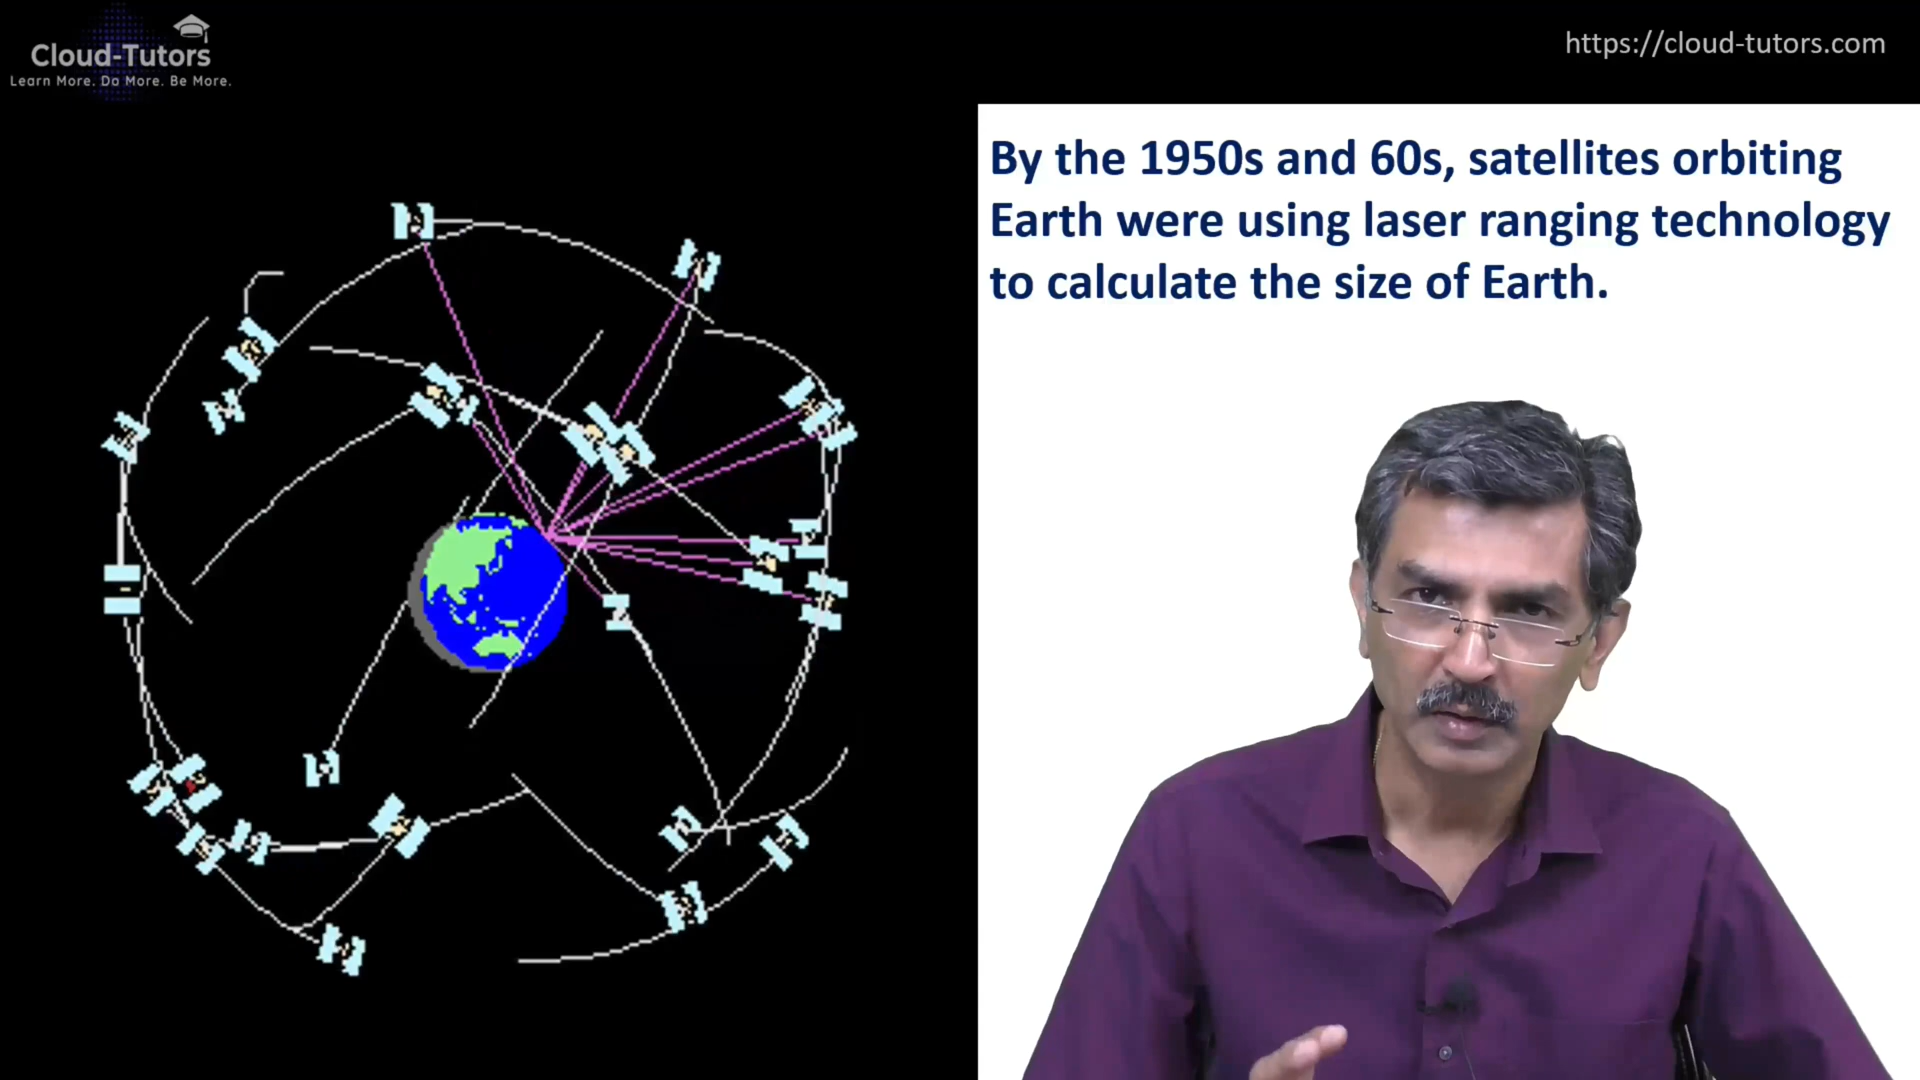 Cloud-Tutors
Learn More. Do More. Be More.
https://cloud-tutors.com
By the 1950s and 60s, satellites orbiting
Earth were using laser ranging technology
to calculate the size of Earth.